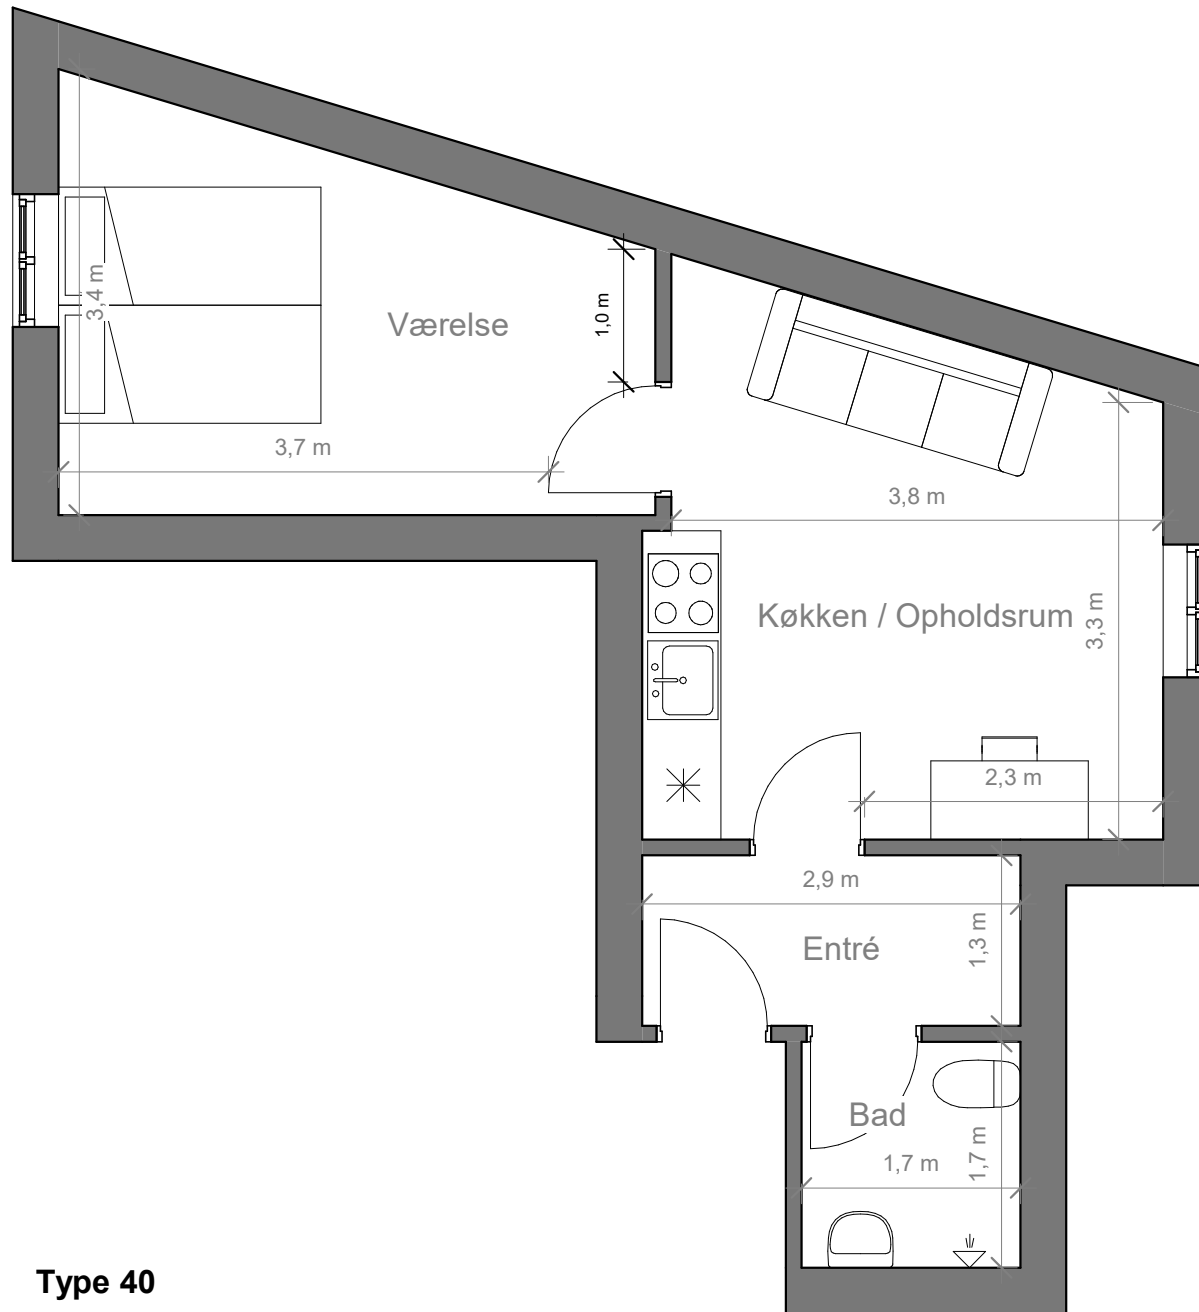 3,4 m
Værelse
1,0 m
3,7 m
3,8 m
Køkken / Opholdsrum
3,3 m
2,3 m
2,9 m
Entré
1,3 m
Bad
1,7 m
1,7 m
Type 40